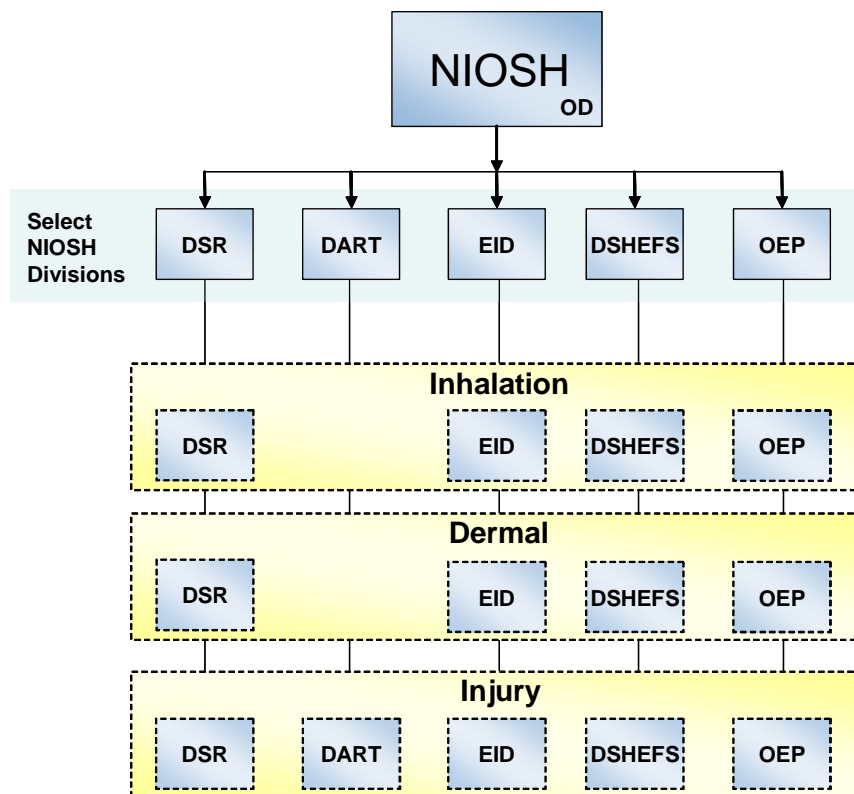 NIOSH
OD
Select
NIOSH
Divisions
DSR DART EID DSHEFS OEP
Inhalation
DSR EID DSHEFS OEP
Dermal
DSR EID DSHEFS OEP
Injury
DSR DART EID DSHEFS OEP